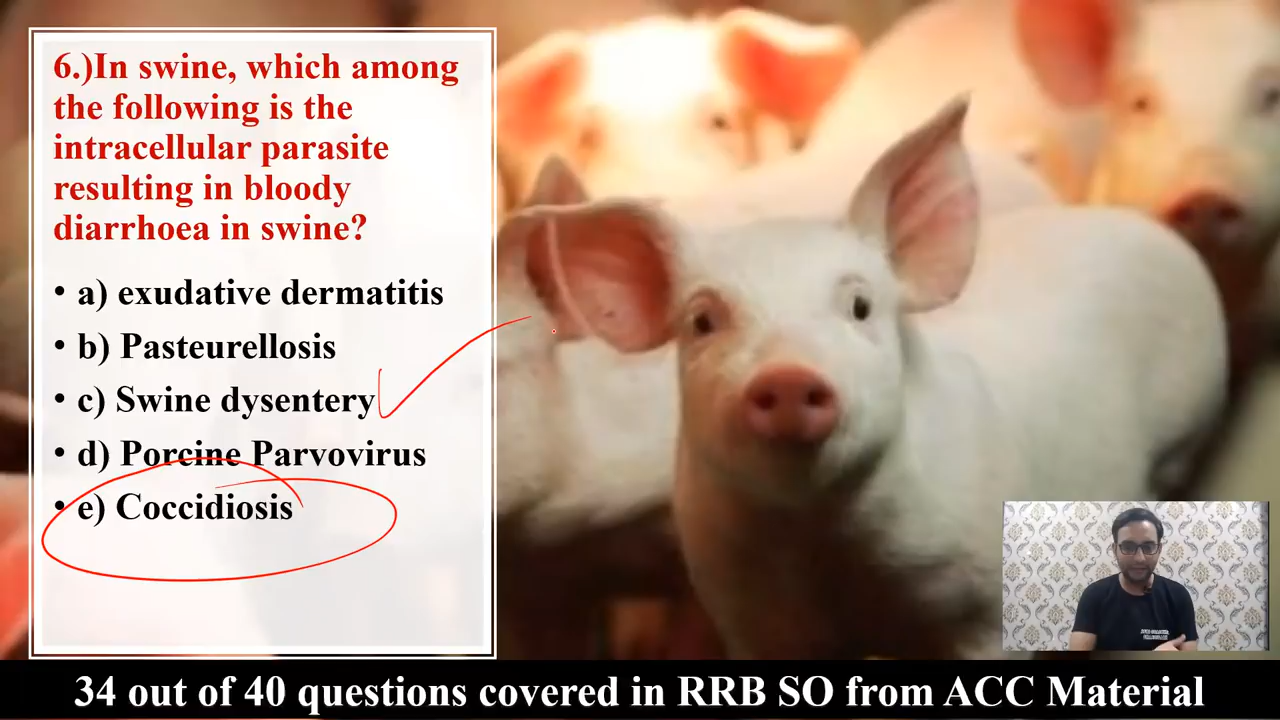 6.)In swine, which among
the following is the
intracellular parasite
resulting in bloody
diarrhoea in swine?
• a) exudative dermatitis
• b) Pasteurellosis
• c) Swine dysentery
• d) Porcine Parvovirus
• e) Coccidiosis
34 out of 40 questions covered in RRB SO from ACC Material